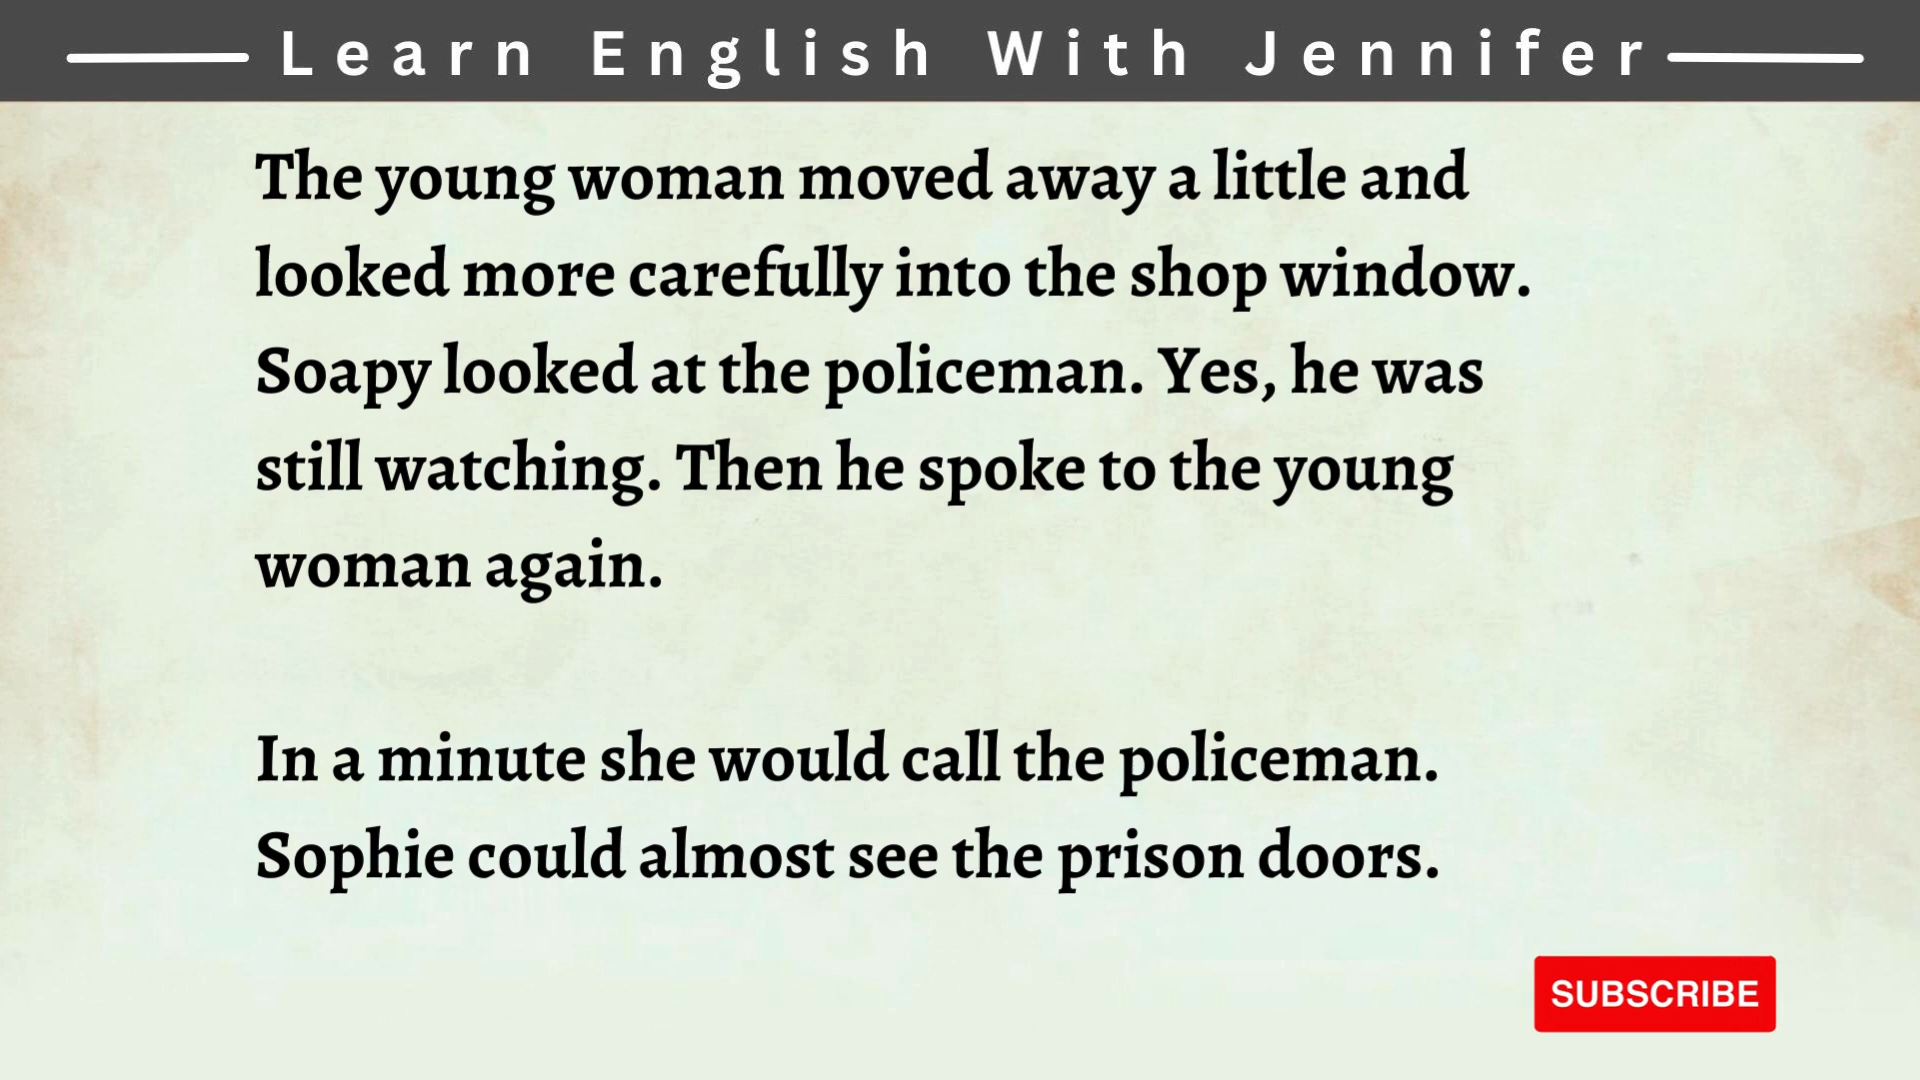 Learn English With Jennifer
The young woman moved away a little and
looked more carefully into the shop window.
Soapy looked at the policeman. Yes, he was
still watching. Then he spoke to the young
woman again.
In a minute she would call the policeman.
Sophie could almost see the prison doors.
SUBSCRIBE